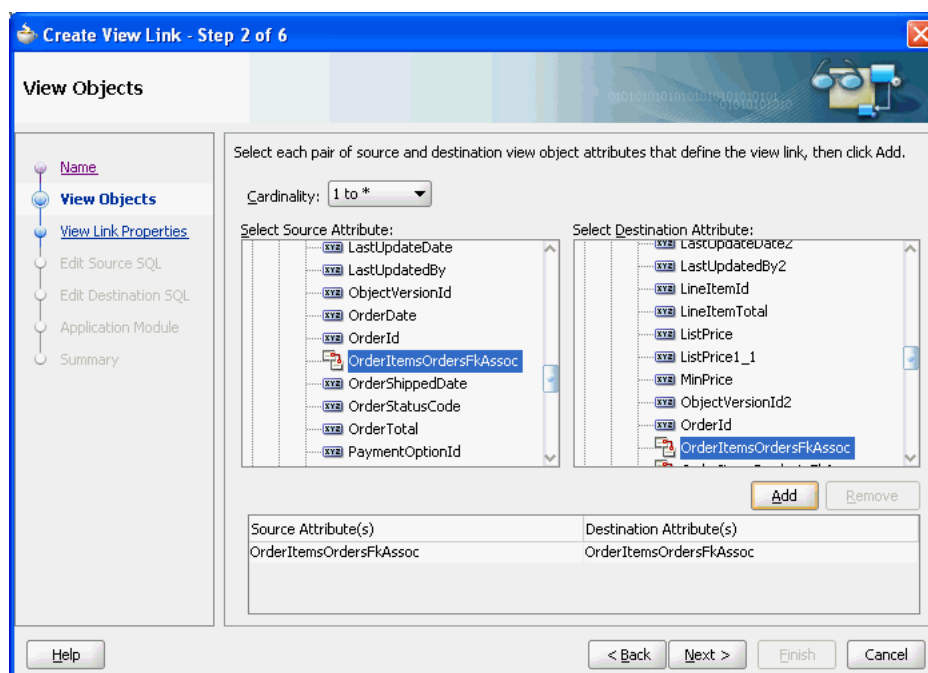 Create View Link - Step 2 of 6
View Objects
Name
View Objects
View Link Properties
Edit Source SQL
Edit Destination SQL
Application Module
Summary
Select each pair of source and destination view object attributes that define the view link, then click Add.
Cardinality: 1 to *
Select Source Attribute:
LastUpdateDate
LastUpdatedBy
ObjectVersionId
OrderDate
OrderId
OrderItemsOrdersFkAssoc
OrderShippedDate
OrderStatusCode
OrderTotal
PaymentOptionId
Select Destination Attribute:
LastUpdateDate2
LastUpdatedBy2
LineItemId
LineItemTotal
ListPrice
ListPrice1_1
MinPrice
ObjectVersionId2
OrderId
OrderItemsOrdersFkAssoc
Add Remove
Source Attribute(s) Destination Attribute(s)
OrderItemsOrdersFkAssoc OrderItemsOrdersFkAssoc
Help < Back Next > Finish Cancel